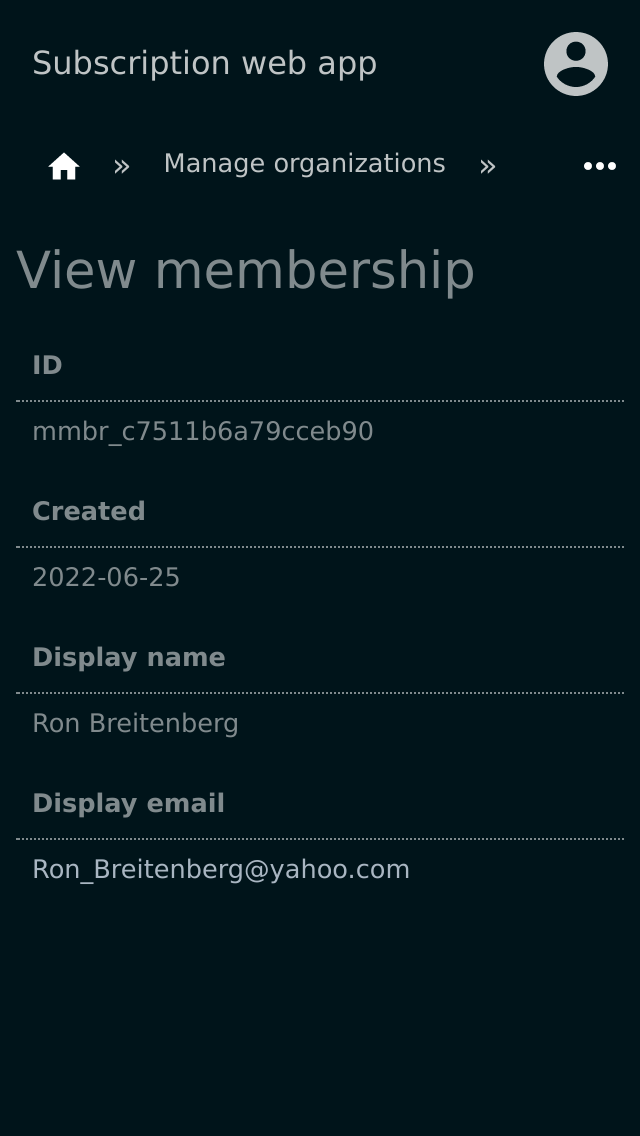 Subscription web app
» Manage organizations » •••
View membership
ID
mmbr_c7511b6a79cceb90
Created
2022-06-25
Display name
Ron Breitenberg
Display email
Ron_Breitenberg@yahoo.com